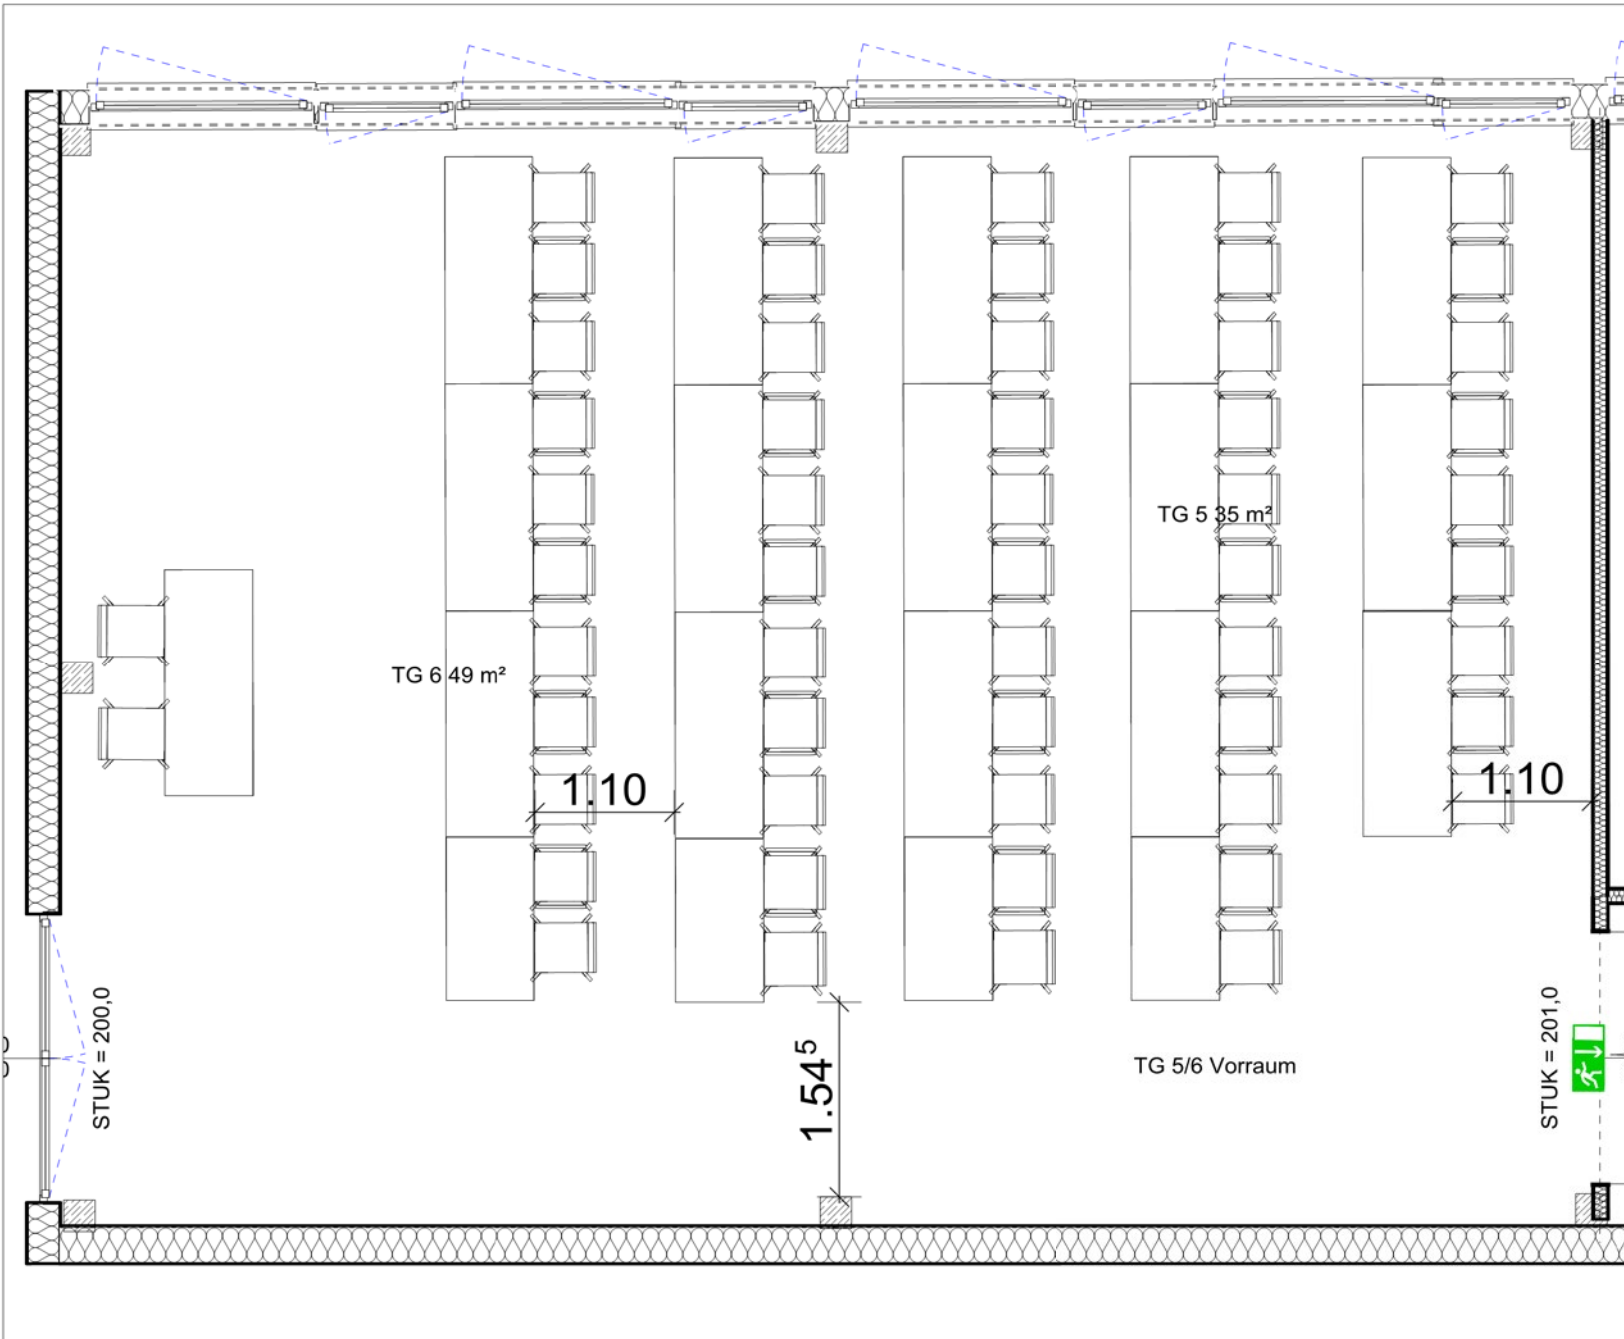 TG 5 35 m²
TG 6 49 m²
1.10
1.10
STUK = 200,0
1.54⁵
TG 5/6 Vorraum
STUK = 201,0